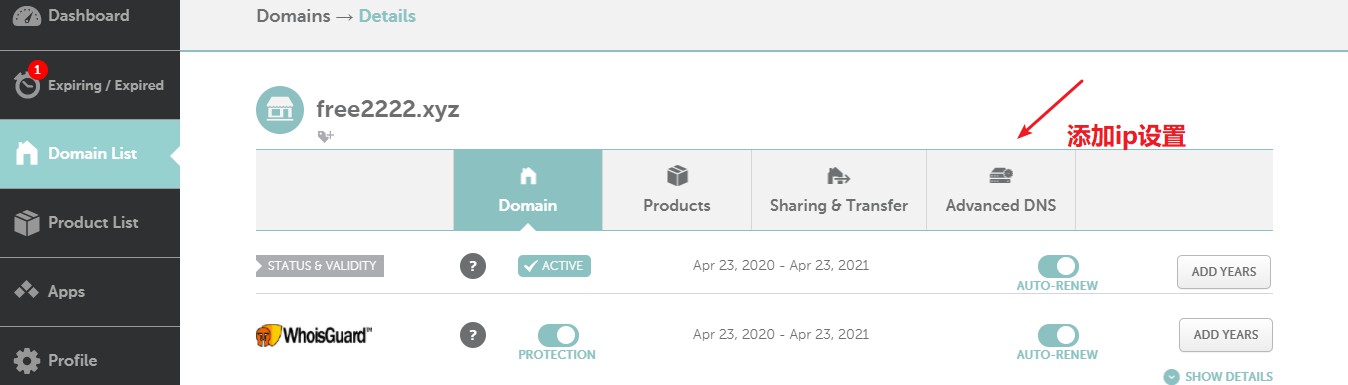 Dashboard
Domains → Details
1
Expiring / Expired
free2222.xyz
添加ip设置
Domain List
Domain
Products
Sharing & Transfer
Advanced DNS
Product List
STATUS & VALIDITY
?
ACTIVE
Apr 23, 2020 - Apr 23, 2021
AUTO-RENEW
ADD YEARS
Apps
WhoisGuard™
?
PROTECTION
Apr 23, 2020 - Apr 23, 2021
AUTO-RENEW
ADD YEARS
Profile
SHOW DETAILS